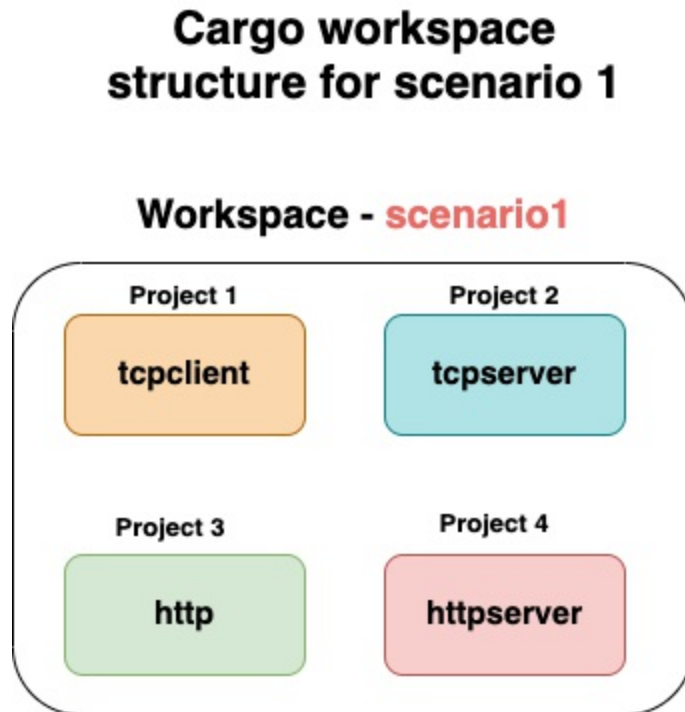 Cargo workspace
structure for scenario 1
Workspace - scenario1
Project 1
Project 2
tcpclient
tcpserver
Project 3
Project 4
http
httpserver